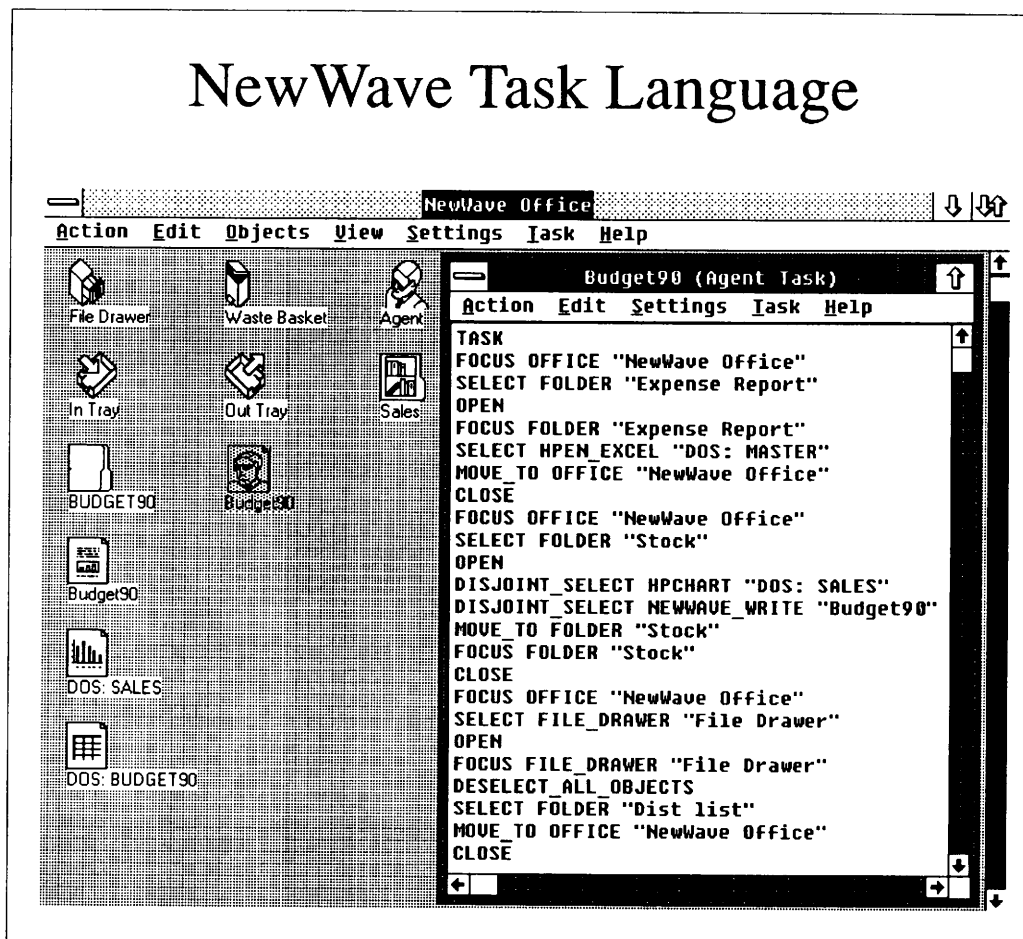 NewWave Task Language
NewWave Office
Action Edit Objects View Settings Task Help
File Drawer
Waste Basket
Agent
In Tray
Out Tray
Sales
BUDGET90
Budget90
Budget90
DOS: SALES
DOS: BUDGET90
Budget90 (Agent Task)
Action Edit Settings Task Help
TASK
FOCUS OFFICE "NewWave Office"
SELECT FOLDER "Expense Report"
OPEN
FOCUS FOLDER "Expense Report"
SELECT HPEN_EXCEL "DOS: MASTER"
MOVE_TO OFFICE "NewWave Office"
CLOSE
FOCUS OFFICE "NewWave Office"
SELECT FOLDER "Stock"
OPEN
DISJOINT_SELECT HPCHART "DOS: SALES"
DISJOINT_SELECT NEWWAVE_WRITE "Budget90"
MOVE_TO FOLDER "Stock"
FOCUS FOLDER "Stock"
CLOSE
FOCUS OFFICE "NewWave Office"
SELECT FILE_DRAWER "File Drawer"
OPEN
FOCUS FILE_DRAWER "File Drawer"
DESELECT_ALL_OBJECTS
SELECT FOLDER "Dist list"
MOVE_TO OFFICE "NewWave Office"
CLOSE